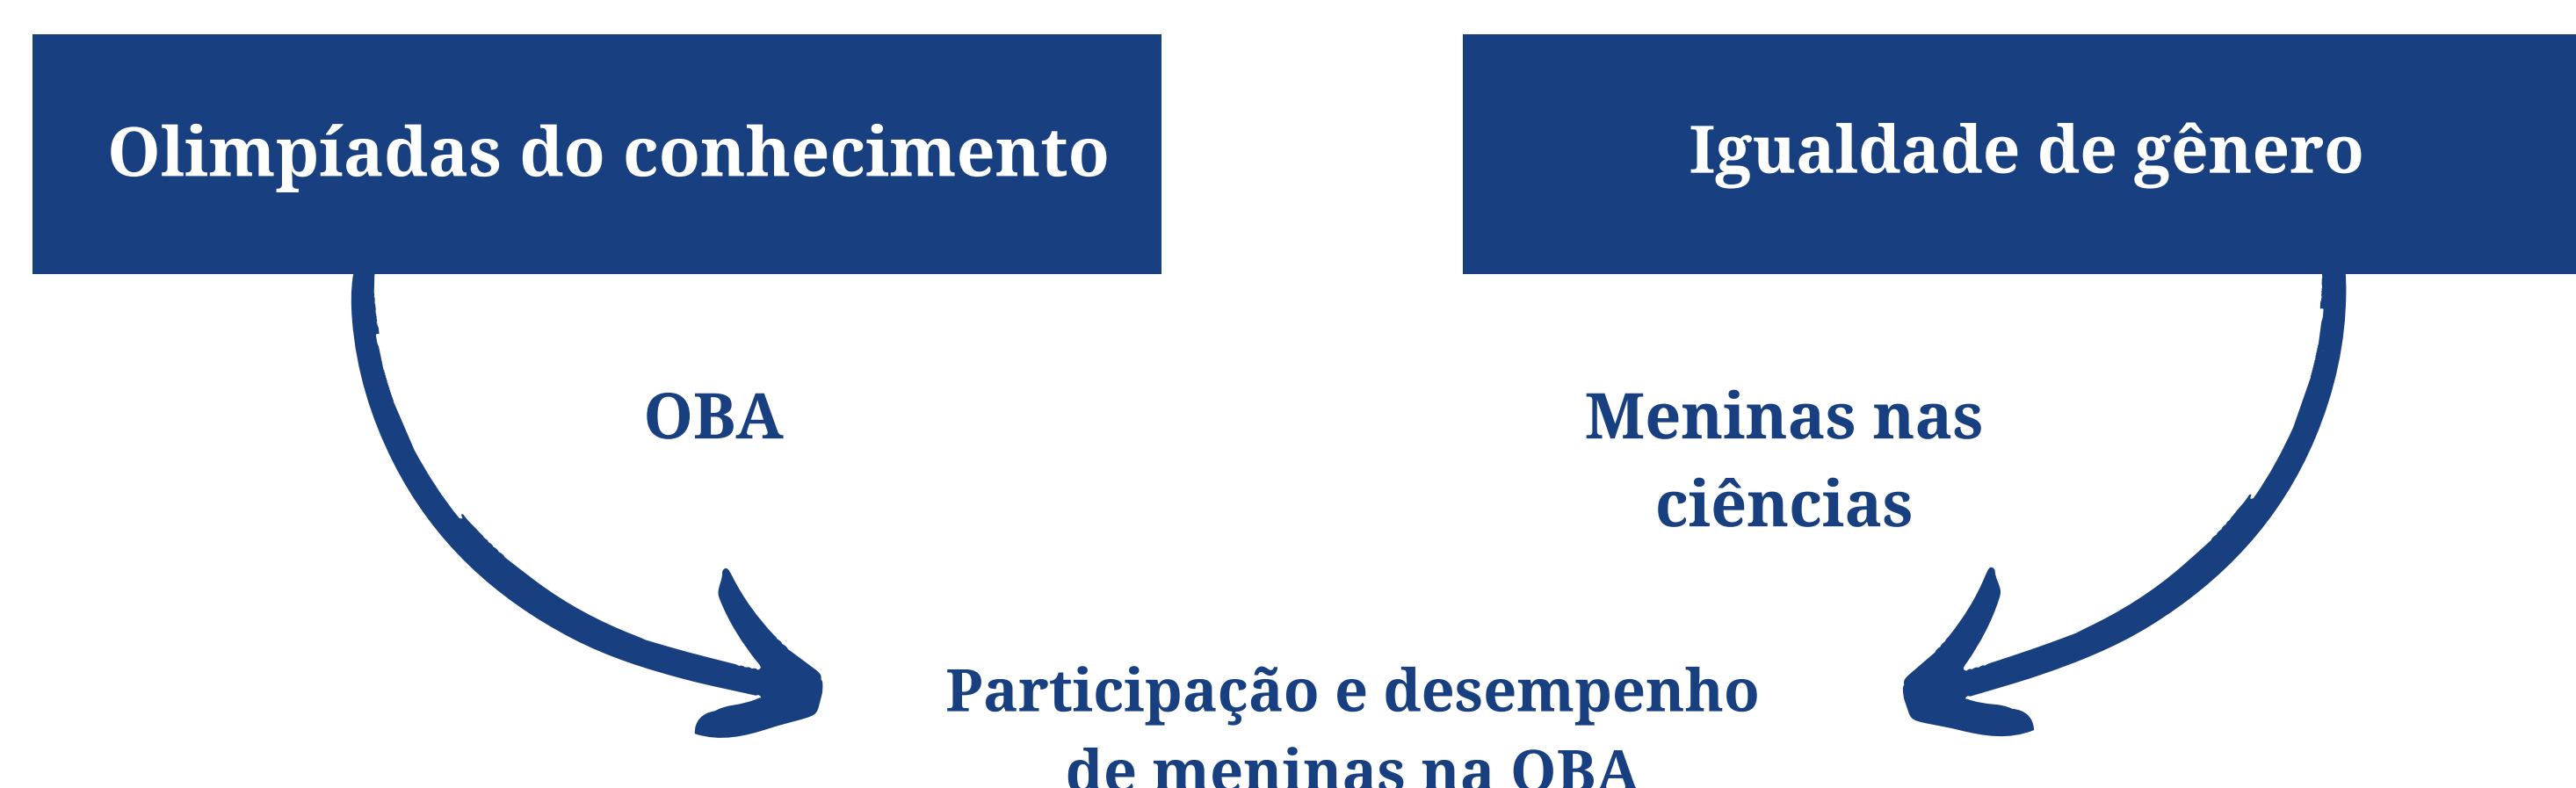 Olimpíadas do conhecimento
Igualdade de gênero
OBA
Meninas nas
ciências
Participação e desempenho
de meninas na OBA